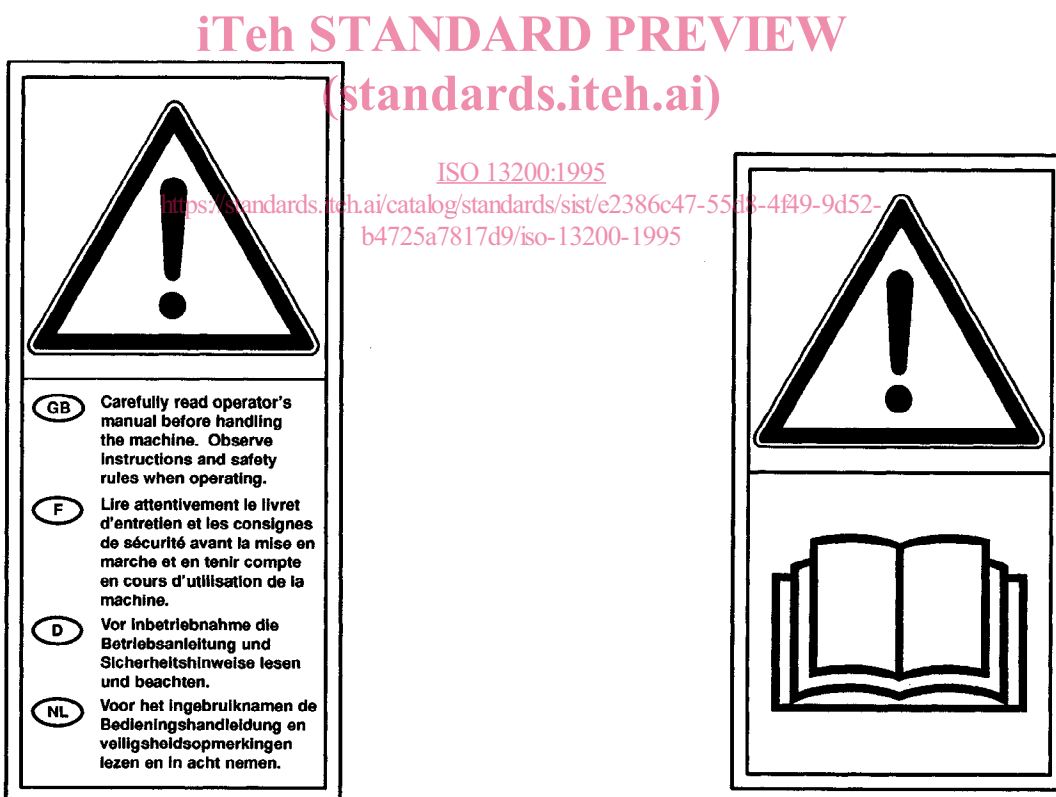 iTeh STANDARD PREVIEW
(standards.iteh.ai)
ISO 13200:1995
https://standards.iteh.ai/catalog/standards/sist/e2386c47-55d8-4f49-9d52-
b4725a7817d9/iso-13200-1995
GB
Carefully read operator's
manual before handling
the machine. Observe
instructions and safety
rules when operating.
F
Lire attentivement le livret
d'entretien et les consignes
de sécurité avant la mise en
marche et en tenir compte
en cours d'utilisation de la
machine.
D
Vor inbetriebnahme die
Betriebsanleitung und
Sicherheitshinweise lesen
und beachten.
NL
Voor het ingebruiknamen de
Bedieningshandleidung en
veiligsheidsopmerkingen
lezen en in acht nemen.